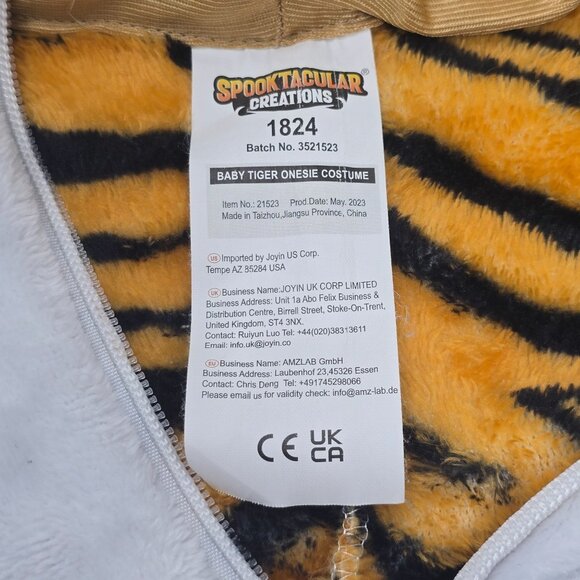 SPOOKTACULAR®
CREATIONS
1824
Batch No. 3521523
BABY TIGER ONESIE COSTUME
Item No.: 21523 Prod.Date: May. 2023
Made in Taizhou,Jiangsu Province, China
US Imported by Joyin US Corp.
Tempe AZ 85284 USA
UK Business Name:JOYIN UK CORP LIMITED
Business Address: Unit 1a Abo Felix Business &
Distribution Centre, Birrell Street, Stoke-On-Trent,
United Kingdom, ST4 3NX.
Contact: Ruiyun Luo Tel: +44(020)38313611
Email: info.uk@joyin.co
EU Business Name: AMZLAB GmbH
Business Address: Laubenhof 23,45326 Essen
Contact: Chris Deng Tel: +491745298066
Please email us for validity check: info@amz-lab.de
CE UK
CA